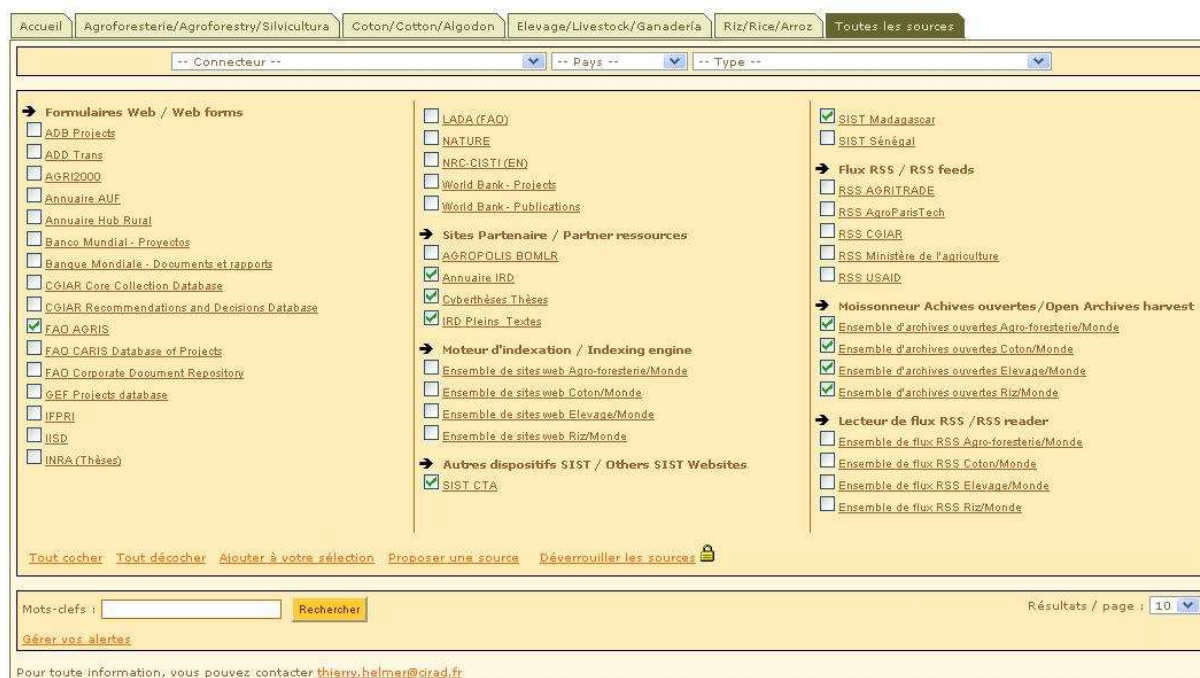 Accueil
Agroforesterie/Agroforestry/Silvicultura
Coton/Cotton/Algodon
Elevage/Livestock/Ganadería
Riz/Rice/Arroz
Toutes les sources
-- Connecteur --
-- Pays --
-- Type --
Formulaires Web / Web forms
ADB Projects
ADD Trans
AGRI2000
Annuaire AUF
Annuaire Hub Rural
Banco Mundial - Proyectos
Banque Mondiale - Documents et rapports
CGIAR Core Collection Database
CGIAR Recommendations and Decisions Database
FAO AGRIS
FAO CARIS Database of Projects
FAO Corporate Document Repository
GEF Projects database
IFPRI
IISD
INRA (Thèses)
LADA (FAO)
NATURE
NRC-CISTI (EN)
World Bank - Projects
World Bank - Publications
Sites Partenaire / Partner ressources
AGROPOLIS BOMLR
Annuaire IRD
Cyberthèses Thèses
IRD Pleins Textes
Moteur d'indexation / Indexing engine
Ensemble de sites web Agro-foresterie/Monde
Ensemble de sites web Coton/Monde
Ensemble de sites web Elevage/Monde
Ensemble de sites web Riz/Monde
Autres dispositifs SIST / Others SIST Websites
SIST CTA
SIST Madagascar
SIST Sénégal
Flux RSS / RSS feeds
RSS AGRITRADE
RSS AgroParisTech
RSS CGIAR
RSS Ministère de l'agriculture
RSS USAID
Moissonneur Achives ouvertes/Open Archives harvest
Ensemble d'archives ouvertes Agro-foresterie/Monde
Ensemble d'archives ouvertes Coton/Monde
Ensemble d'archives ouvertes Elevage/Monde
Ensemble d'archives ouvertes Riz/Monde
Lecteur de flux RSS /RSS reader
Ensemble de flux RSS Agro-foresterie/Monde
Ensemble de flux RSS Coton/Monde
Ensemble de flux RSS Elevage/Monde
Ensemble de flux RSS Riz/Monde
Tout cocher Tout décocher Ajouter à votre sélection Proposer une source Déverrouiller les sources
Mots-clefs : Rechercher Résultats / page : 10
Gérer vos alertes
Pour toute information, vous pouvez contacter thierry.helmer@cirad.fr